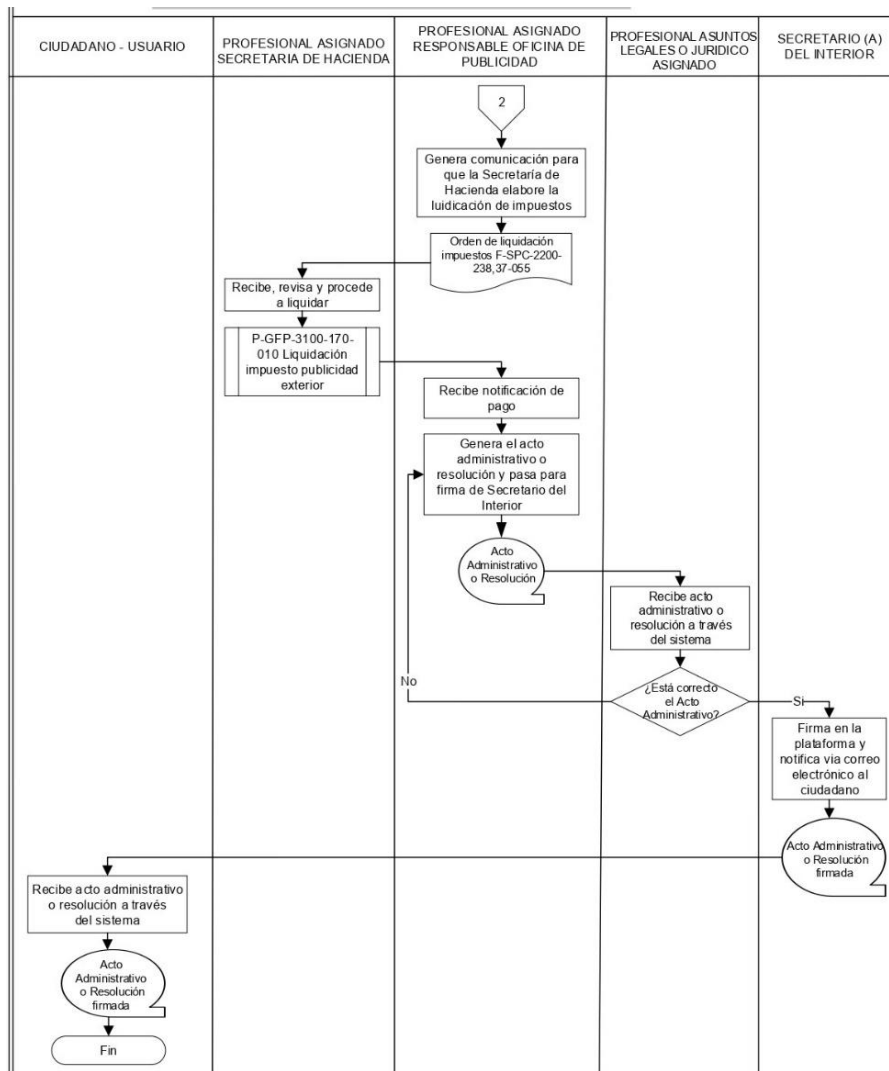 CIUDADANO - USUARIO
PROFESIONAL ASIGNADO
SECRETARIA DE HACIENDA
PROFESIONAL ASIGNADO
RESPONSABLE OFICINA DE
PUBLICIDAD
PROFESIONAL ASUNTOS
LEGALES O JURIDICO
ASIGNADO
SECRETARIO (A)
DEL INTERIOR
2
Genera comunicación para
que la Secretaría de
Hacienda elabore la
luidicación de impuestos
Orden de liquidación
impuestos F-SPC-2200-
238,37-055
Recibe, revisa y procede
a liquidar
P-GFP-3100-170-
010 Liquidación
impuesto publicidad
exterior
Recibe notificación de
pago
Genera el acto
administrativo o
resolución y pasa para
firma de Secretario del
Interior
Acto
Administrativo
o Resolución
Recibe acto
administrativo o
resolución a través
del sistema
¿Está correcto
el Acto
Administrativo?
No
Si
Firma en la
plataforma y
notifica via correo
electrónico al
ciudadano
Acto Administrativo
o Resolución
firmada
Recibe acto administrativo
o resolución a través
del sistema
Acto
Administrativo
o Resolución
firmada
Fin